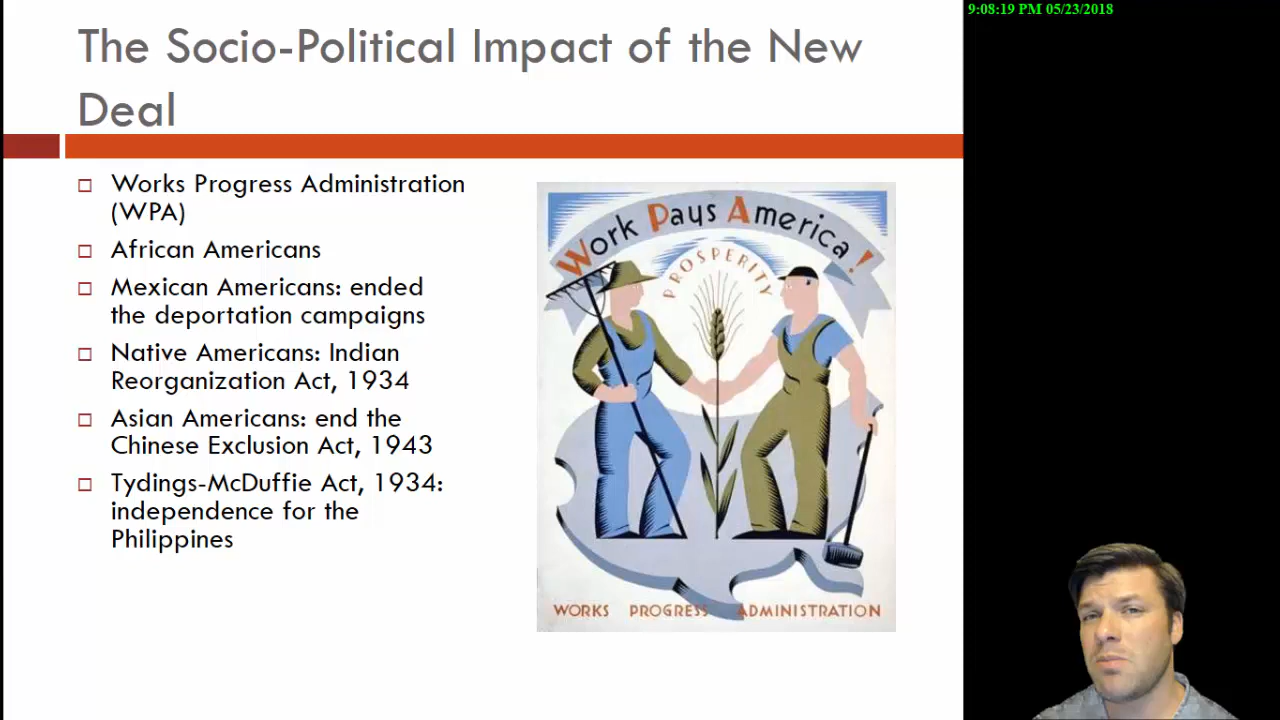 The Socio-Political Impact of the New
Deal
9:08:19 PM 05/23/2018
Works Progress Administration
(WPA)
African Americans
Mexican Americans: ended
the deportation campaigns
Native Americans: Indian
Reorganization Act, 1934
Asian Americans: end the
Chinese Exclusion Act, 1943
Tydings-McDuffie Act, 1934:
independence for the
Philippines
Work Pays America!
PROSPERITY
WORKS PROGRESS ADMINISTRATION